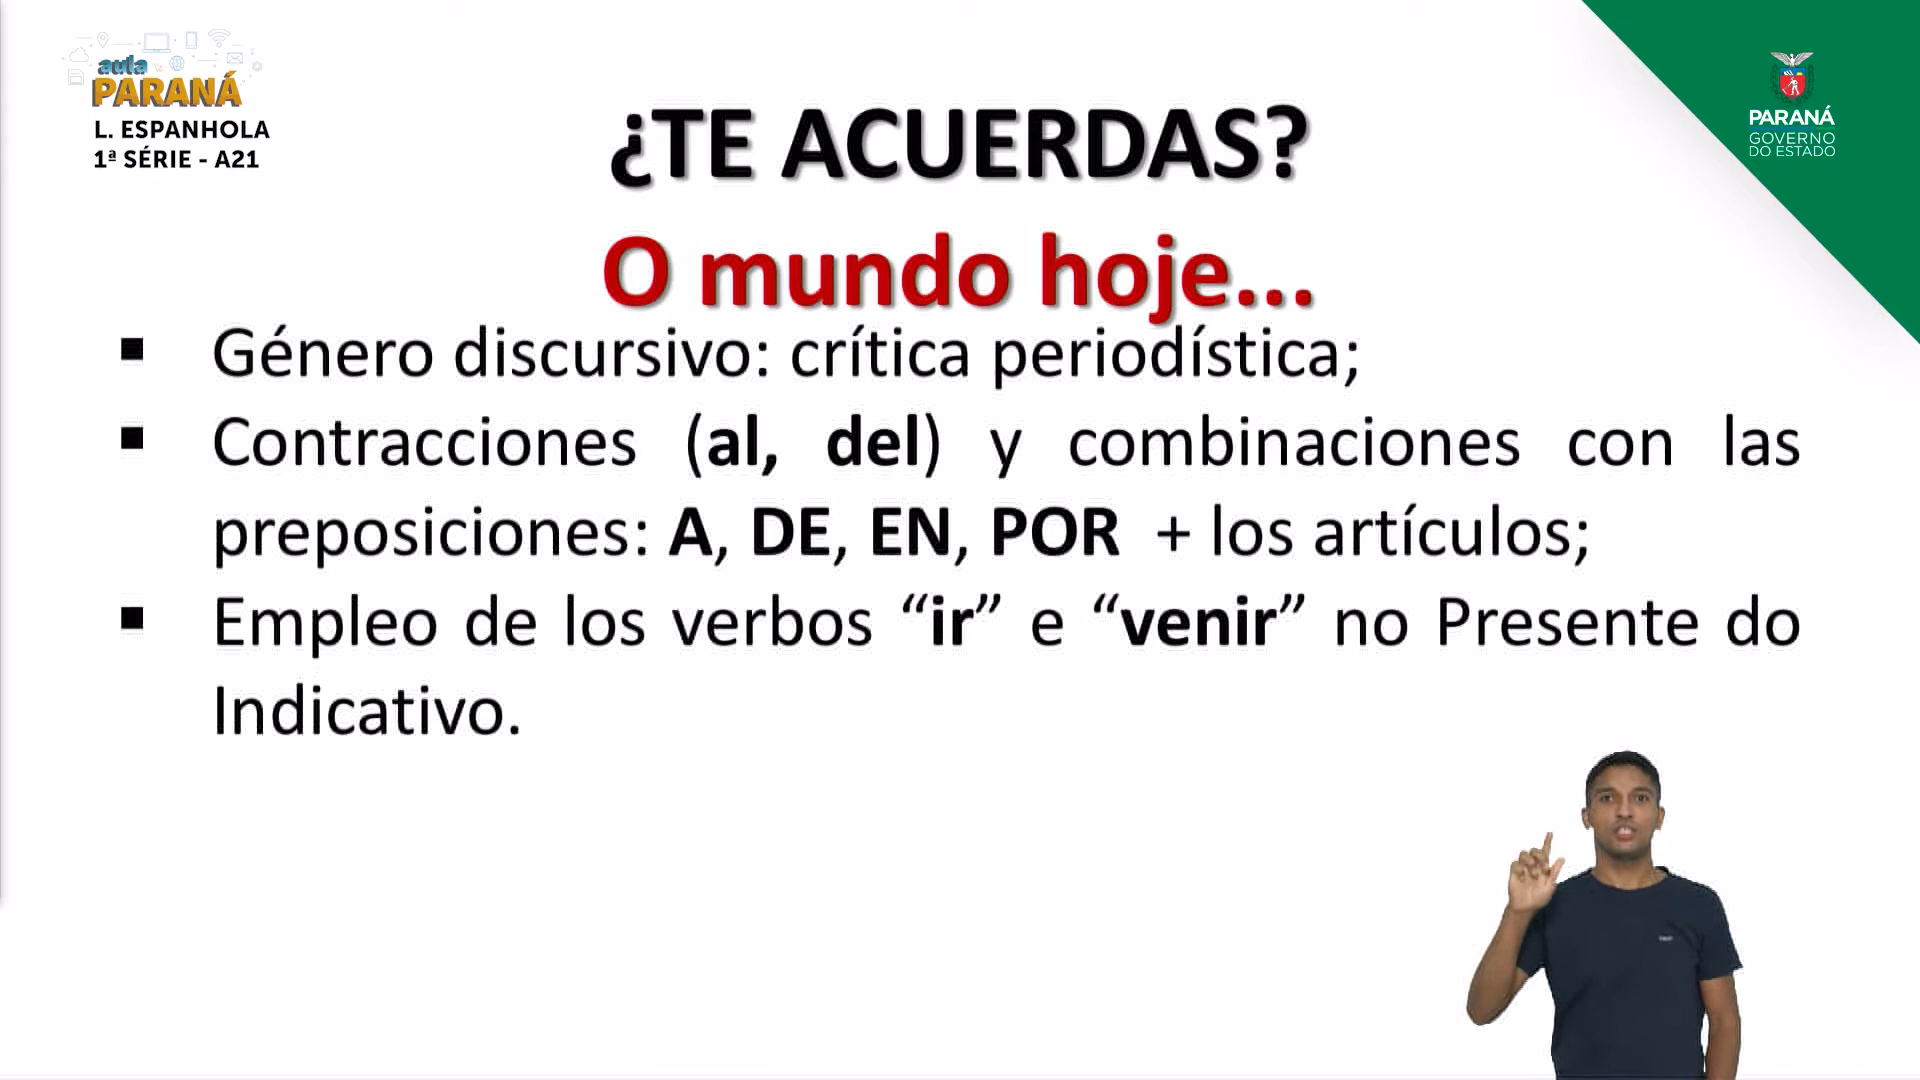 aula
PARANÁ
L. ESPANHOLA
1ª SÉRIE - A21
PARANÁ
GOVERNO
DO ESTADO
¿TE ACUERDAS?
O mundo hoje...
▪ Género discursivo: crítica periodística;
▪ Contracciones (al, del) y combinaciones con las
preposiciones: A, DE, EN, POR + los artículos;
▪ Empleo de los verbos “ir” e “venir” no Presente do
Indicativo.